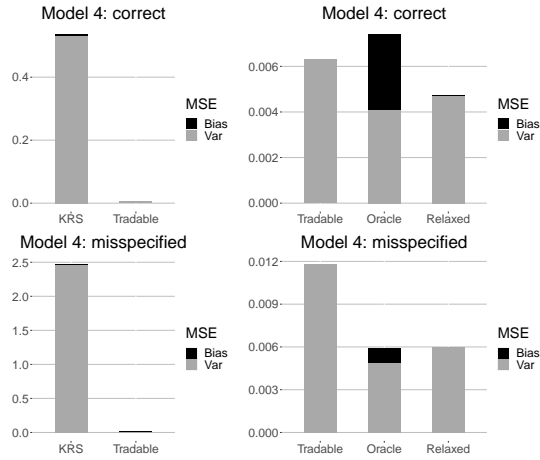 Model 4: correct
0.4
0.2
0.0
KRS Tradable
MSE
Bias
Var
Model 4: correct
0.006
0.004
0.002
0.000
Tradable Oracle Relaxed
MSE
Bias
Var
Model 4: misspecified
2.5
2.0
1.5
1.0
0.5
0.0
KRS Tradable
MSE
Bias
Var
Model 4: misspecified
0.012
0.009
0.006
0.003
0.000
Tradable Oracle Relaxed
MSE
Bias
Var